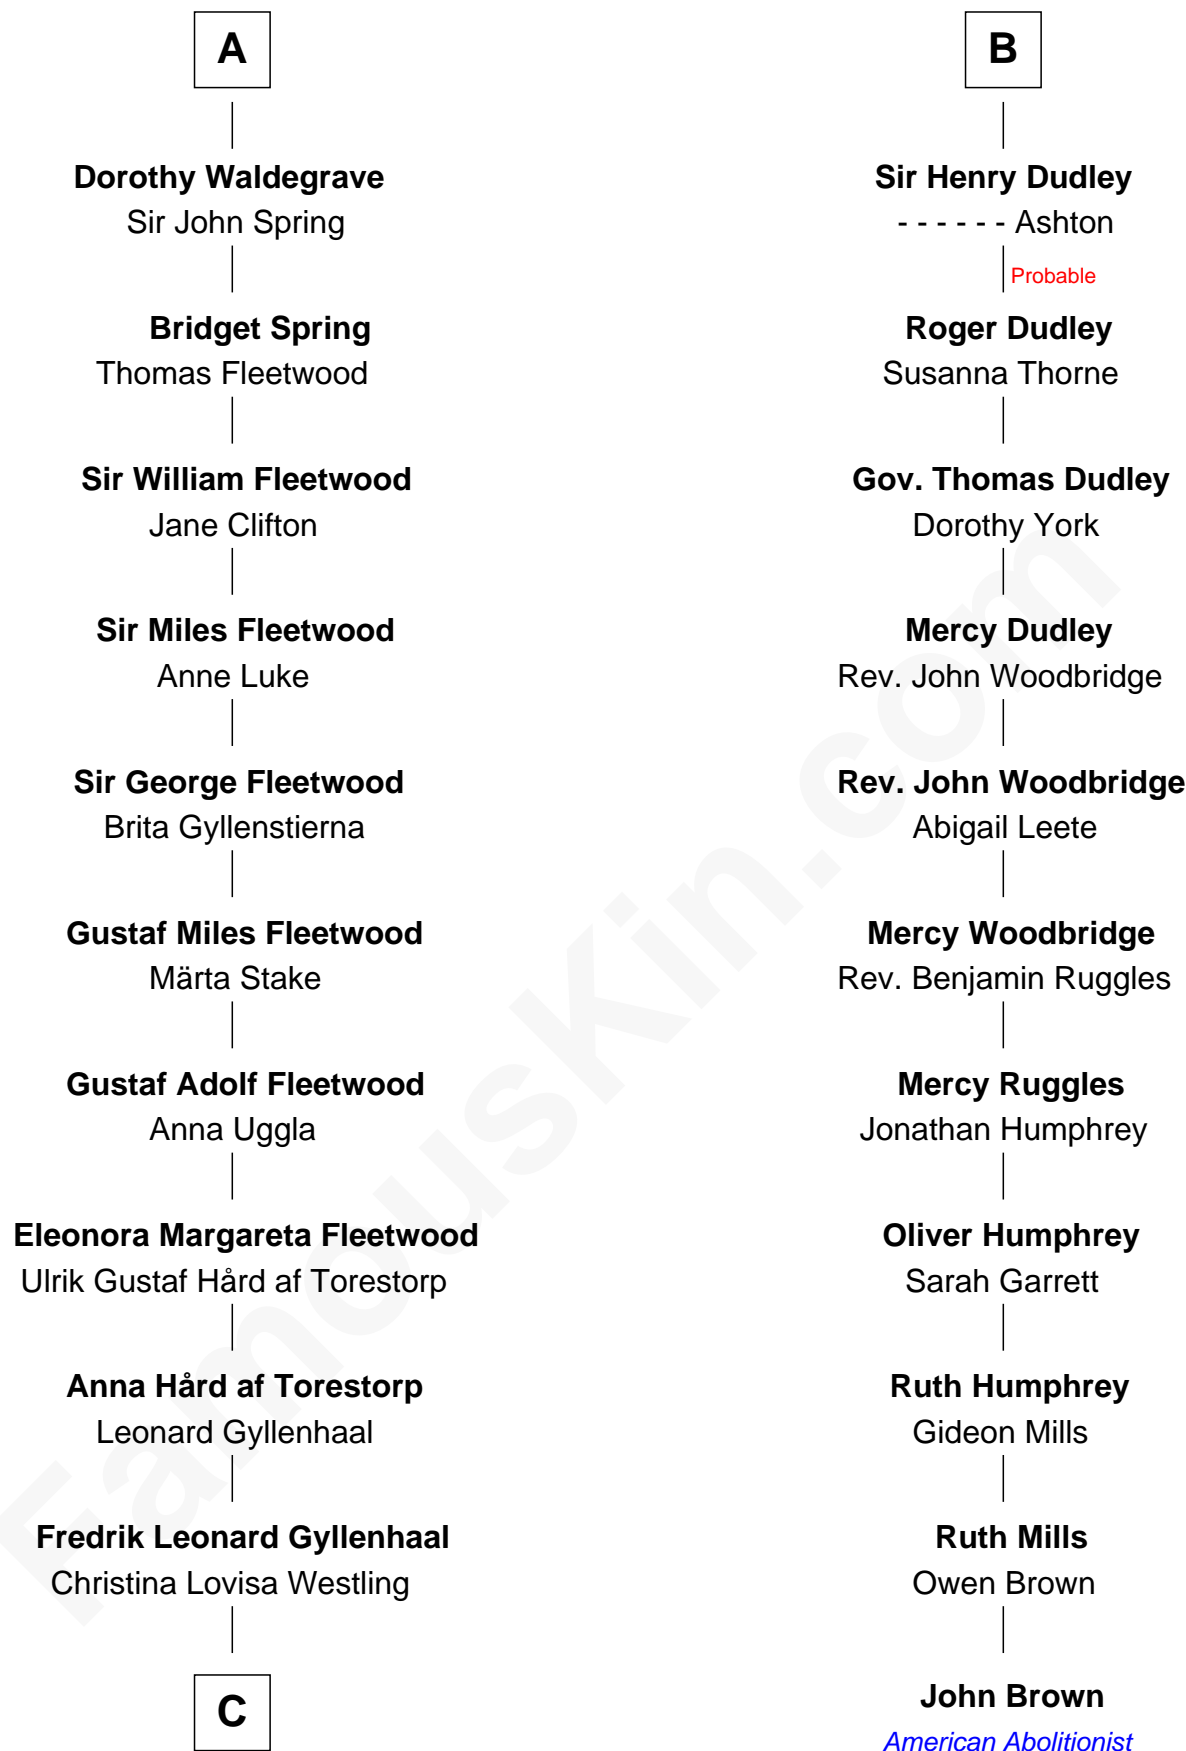 A
Dorothy Waldegrave
Sir John Spring
Bridget Spring
Thomas Fleetwood
Sir William Fleetwood
Jane Clifton
Sir Miles Fleetwood
Anne Luke
Sir George Fleetwood
Brita Gyllenstierna
Gustaf Miles Fleetwood
Märta Stake
Gustaf Adolf Fleetwood
Anna Uggla
Eleonora Margareta Fleetwood
Ulrik Gustaf Hård af Torestorp
Anna Hård af Torestorp
Leonard Gyllenhaal
Fredrik Leonard Gyllenhaal
Christina Lovisa Westling
C
B
Sir Henry Dudley
- - - - - - Ashton
Probable
Roger Dudley
Susanna Thorne
Gov. Thomas Dudley
Dorothy York
Mercy Dudley
Rev. John Woodbridge
Rev. John Woodbridge
Abigail Leete
Mercy Woodbridge
Rev. Benjamin Ruggles
Mercy Ruggles
Jonathan Humphrey
Oliver Humphrey
Sarah Garrett
Ruth Humphrey
Gideon Mills
Ruth Mills
Owen Brown
John Brown
American Abolitionist
FamousKin.com